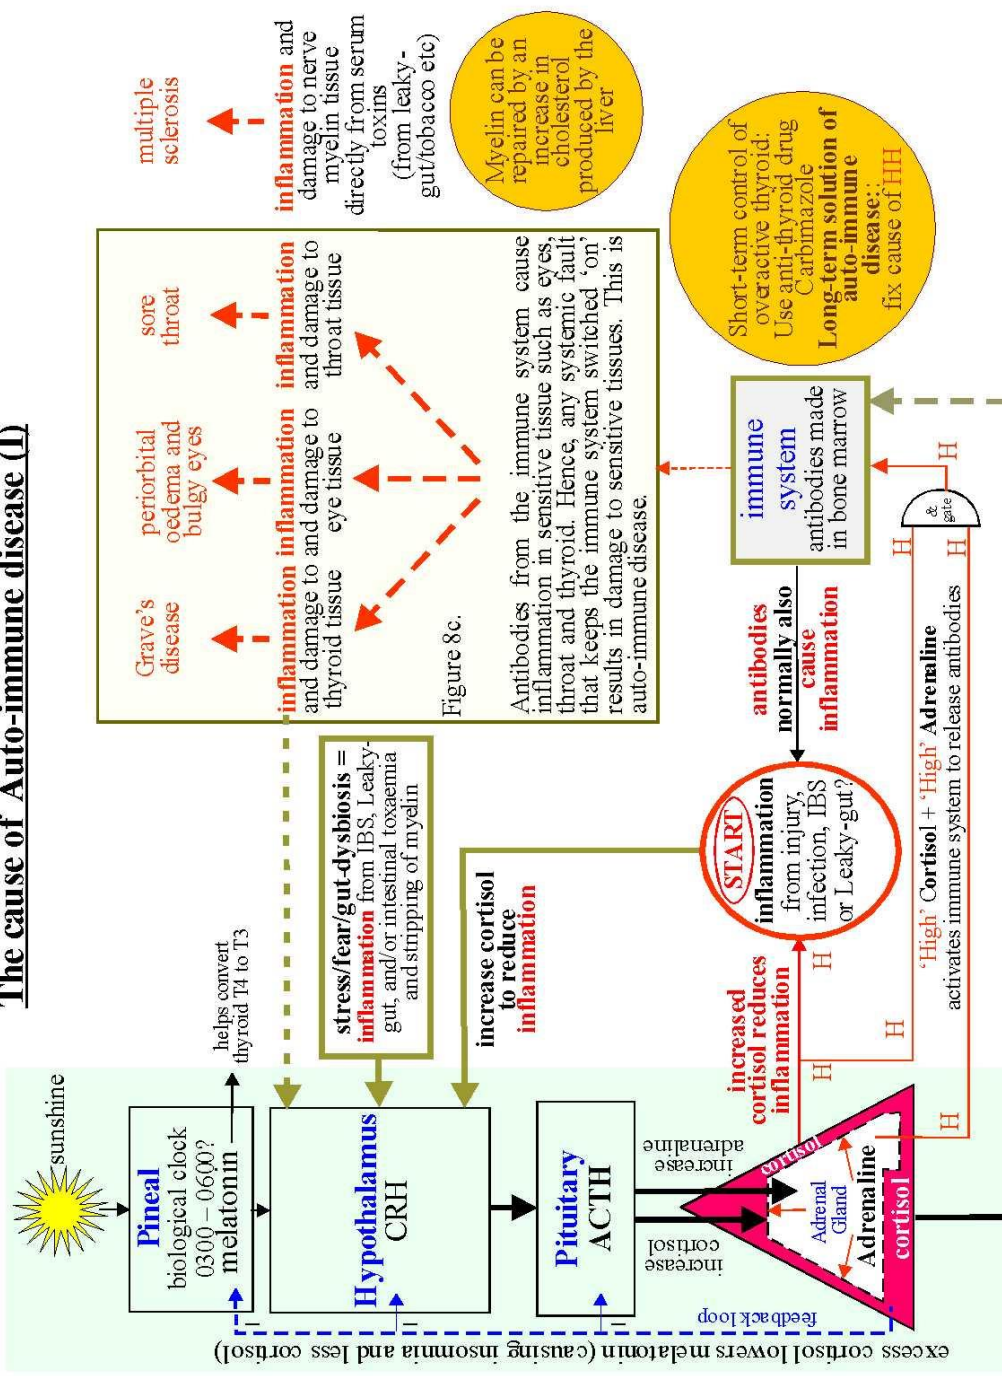 The cause of Auto-immune disease (1)
sunshine
Pineal
biological clock
0300 – 0600?
melatonin
helps convert
thyroid T4 to T3
Hypothalamus
CRH
Pituitary
ACTH
increase
cortisol
increase
adrenaline
cortisol
Adrenal
Gland
Adrenaline
cortisol
feedback loop
–
–
–
excess cortisol lowers melatonin (causing insomnia and less cortisol)
stress/fear/gut-dysbiosis =
inflammation from IBS, Leaky-
gut, and/or intestinal toxaemia
and stripping of myelin
increase cortisol
to reduce
inflammation
increased
cortisol reduces
inflammation
H
H
H
H
START
inflammation
from injury,
infection, IBS
or Leaky-gut?
antibodies
normally also
cause
inflammation
'High' Cortisol + 'High' Adrenaline
activates immune system to release antibodies
H
H
& gate
H
immune
system
antibodies made
in bone marrow
Grave's
disease
periorbital
oedema and
bulgy eyes
sore
throat
inflammation
and damage to
thyroid tissue
inflammation
and damage to
eye tissue
inflammation
and damage to
throat tissue
Figure 8c.
Antibodies from the immune system cause
inflammation in sensitive tissue such as eyes,
throat and thyroid. Hence, any systemic fault
that keeps the immune system switched 'on'
results in damage to sensitive tissues. This is
auto-immune disease.
multiple
sclerosis
inflammation and
damage to nerve
myelin tissue
directly from serum
toxins
(from leaky-
gut/tobacco etc)
Myelin can be
repaired by an
increase in
cholesterol
produced by the
liver
Short-term control of
overactive thyroid:
Use anti-thyroid drug
Carbimazole
Long-term solution of
auto-immune
disease::
fix cause of HH